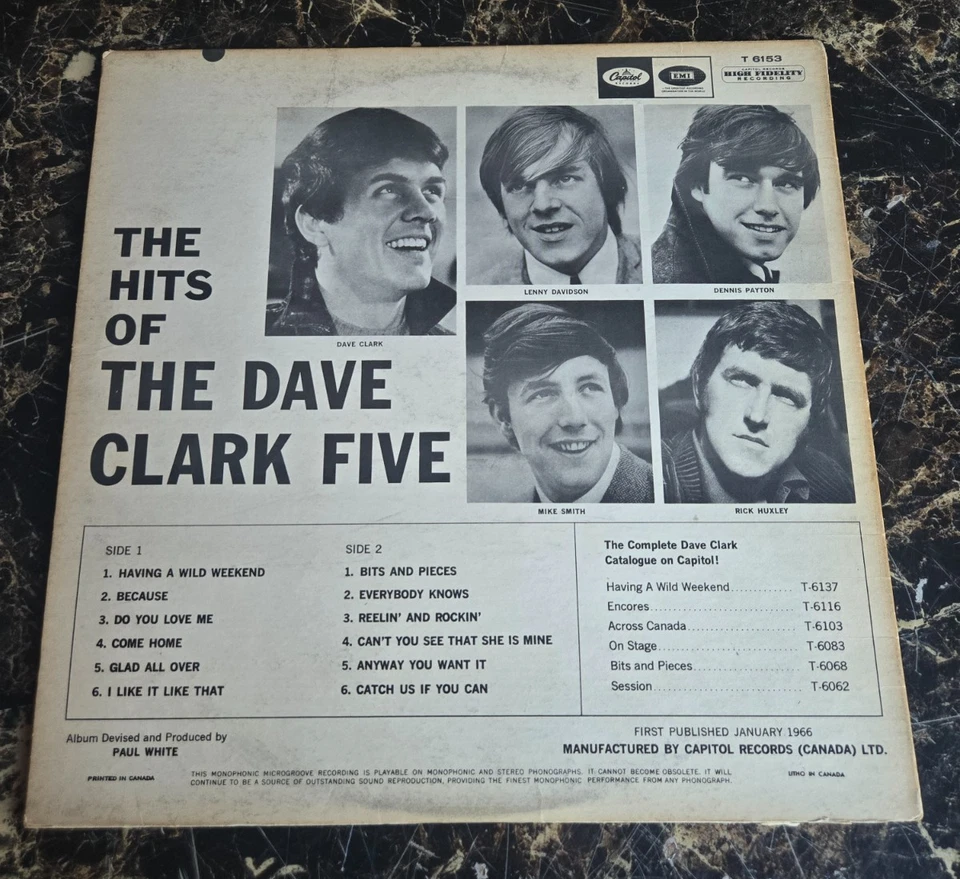 Capitol
RECORDS
EMI
T 6153
CAPITOL RECORDS
HIGH FIDELITY
RECORDING
THE
HITS
OF
THE DAVE
CLARK FIVE
DAVE CLARK
LENNY DAVIDSON
DENNIS PAYTON
MIKE SMITH
RICK HUXLEY
SIDE 1
1. HAVING A WILD WEEKEND
2. BECAUSE
3. DO YOU LOVE ME
4. COME HOME
5. GLAD ALL OVER
6. I LIKE IT LIKE THAT
SIDE 2
1. BITS AND PIECES
2. EVERYBODY KNOWS
3. REELIN' AND ROCKIN'
4. CAN'T YOU SEE THAT SHE IS MINE
5. ANYWAY YOU WANT IT
6. CATCH US IF YOU CAN
The Complete Dave Clark
Catalogue on Capitol!
Having A Wild Weekend............ T-6137
Encores.............................. T-6116
Across Canada....................... T-6103
On Stage............................. T-6083
Bits and Pieces...................... T-6068
Session............................... T-6062
Album Devised and Produced by
PAUL WHITE
FIRST PUBLISHED JANUARY 1966
MANUFACTURED BY CAPITOL RECORDS (CANADA) LTD.
PRINTED IN CANADA
THIS MONOPHONIC MICROGROOVE RECORDING IS PLAYABLE ON MONOPHONIC AND STEREO PHONOGRAPHS. IT CANNOT BECOME OBSOLETE. IT WILL
CONTINUE TO BE A SOURCE OF OUTSTANDING SOUND REPRODUCTION, PROVIDING THE FINEST MONOPHONIC PERFORMANCE FROM ANY PHONOGRAPH.
LITHO IN CANADA